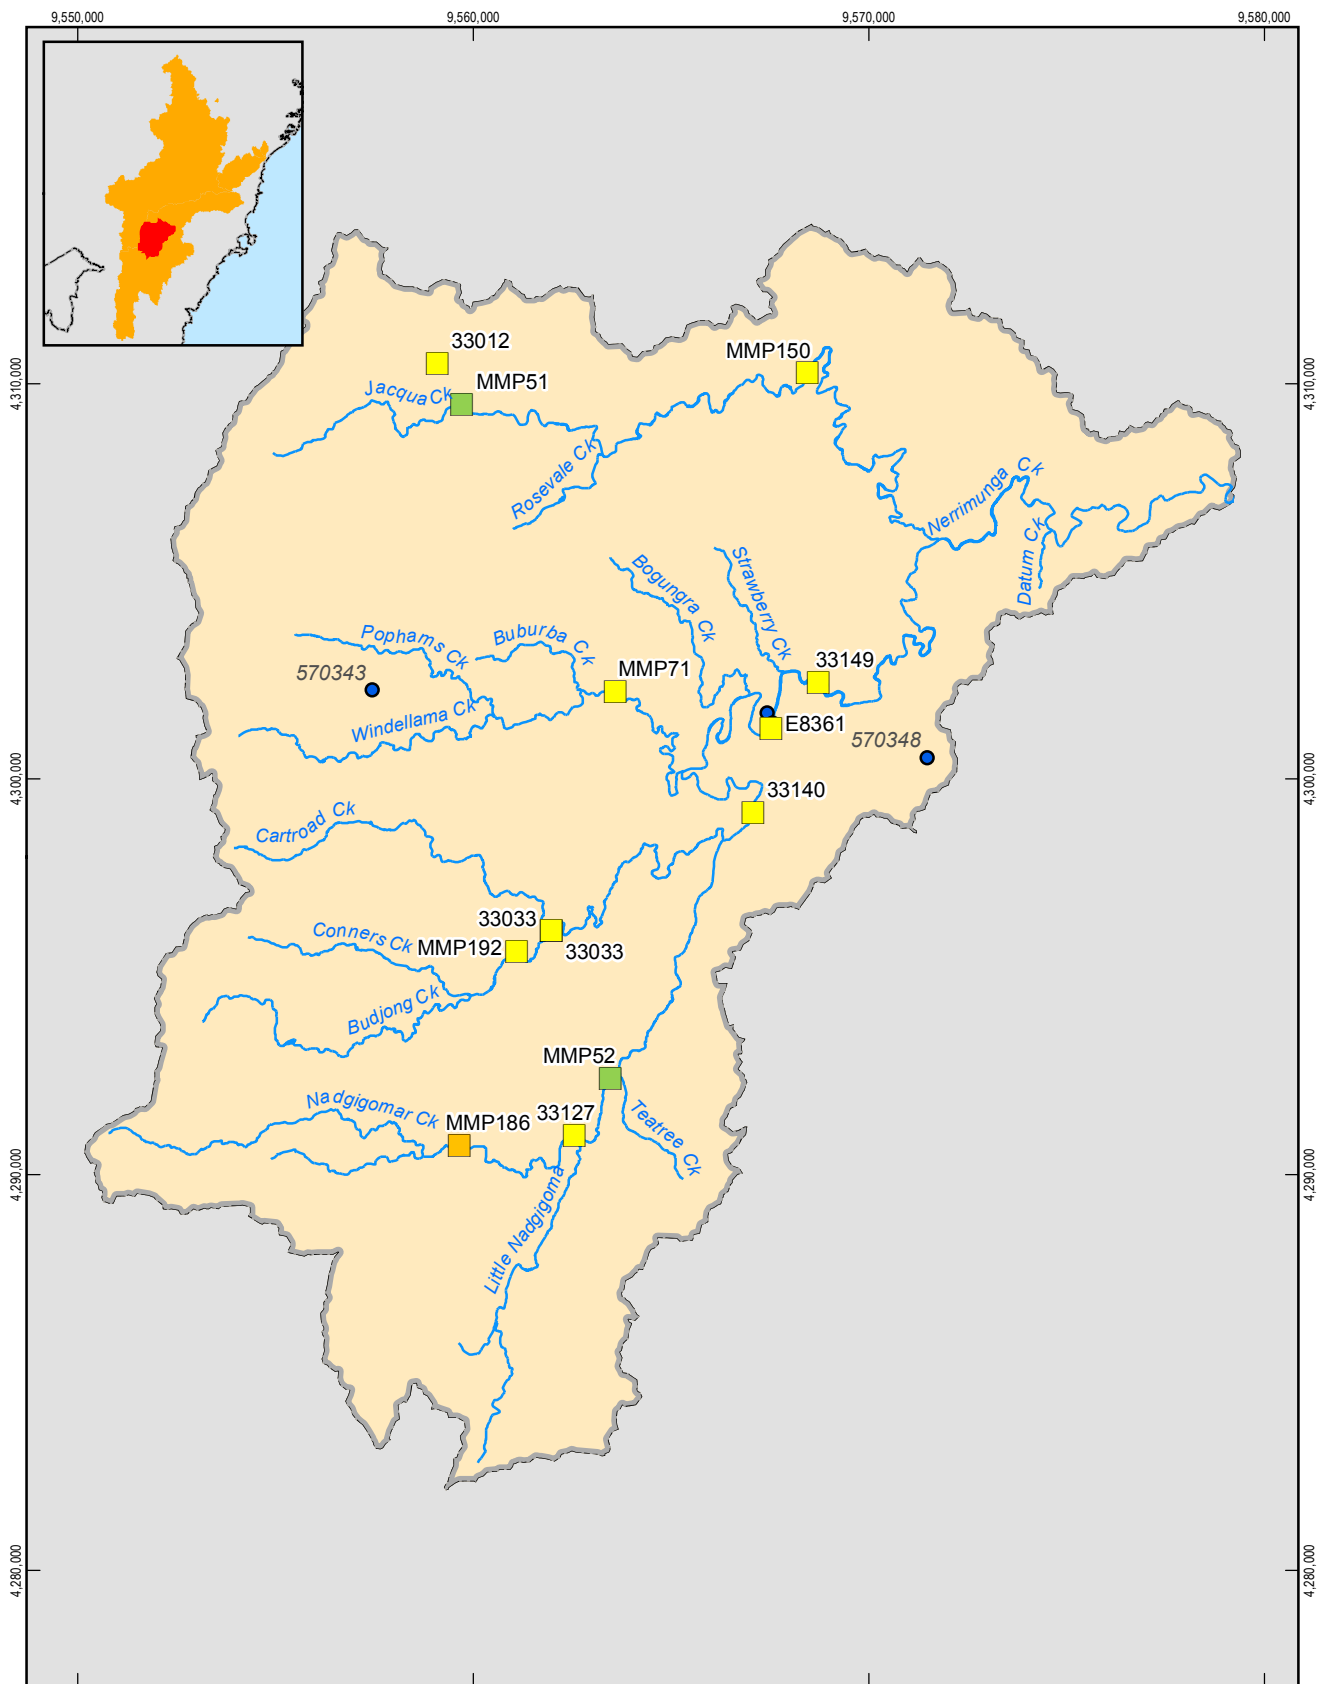 9,550,000
9,560,000
9,570,000
9,580,000
4,310,000
4,310,000
33012
MMP150
MMP51
Jacqua Ck
Rosevale Ck
Nerrimunga Ck
Datum Ck
Bogungra Ck
Strawberry Ck
Pophams Ck
Buburba Ck
570343
MMP71
33149
Windellama Ck
E8361
570348
4,300,000
4,300,000
33140
Cartroad Ck
33033
Conners Ck
MMP192
33033
Budjong Ck
MMP52
Nadgigomar Ck
MMP186
33127
Teatree Ck
4,290,000
4,290,000
Little Nadgigoma
4,280,000
4,280,000